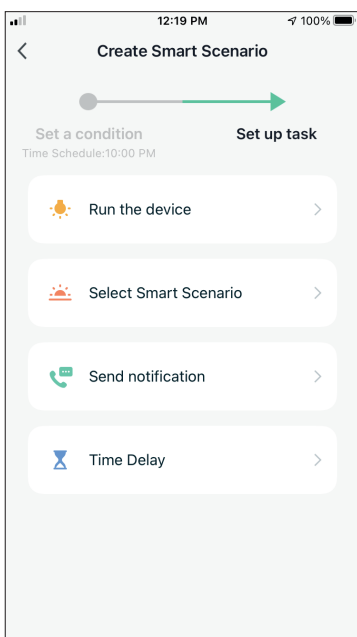 12:19 PM
100%
Create Smart Scenario
Set a condition
Set up task
Time Schedule:10:00 PM
Run the device
Select Smart Scenario
Send notification
Time Delay